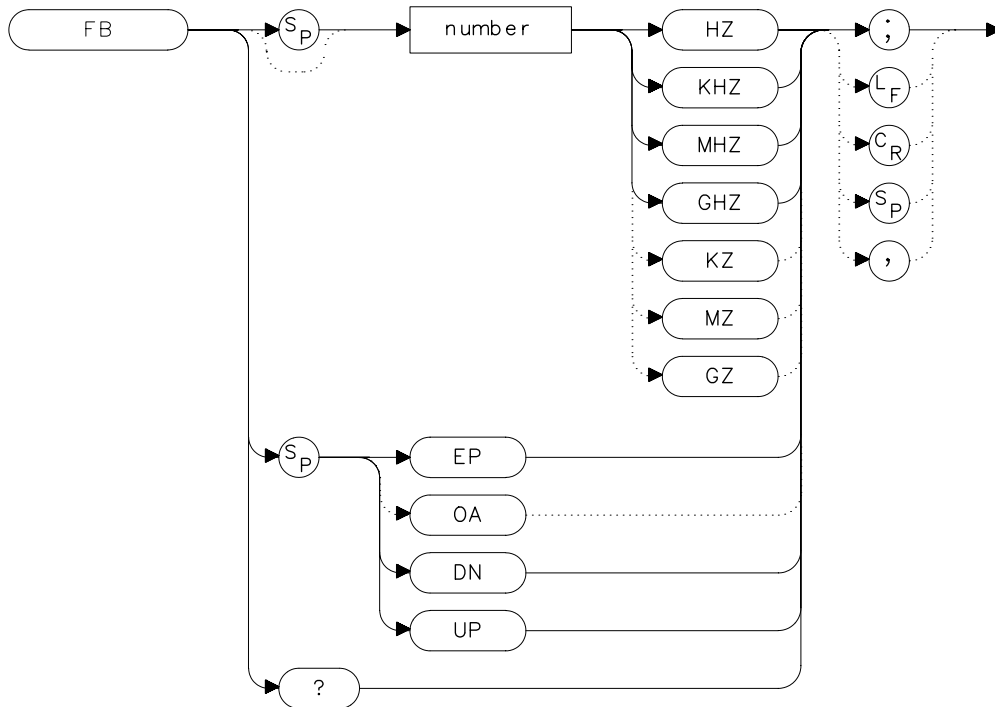 FB SP number HZ ;
KHZ LF
MHZ CR
GHZ SP
KZ ,
MZ
GZ
SP EP
OA
DN
UP
?